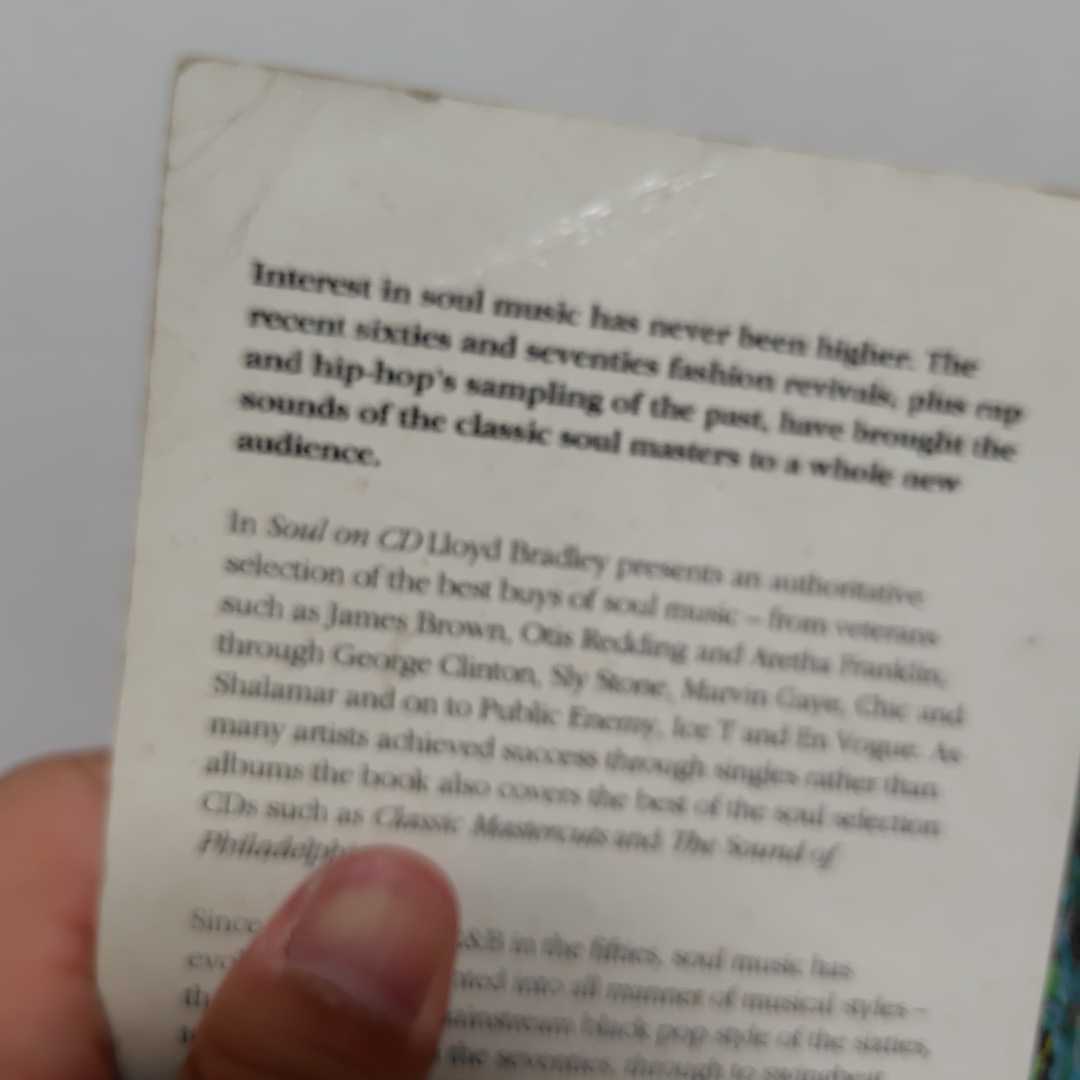 Interest in soul music has never been higher. The
recent sixties and seventies fashion revivals, plus rap
and hip-hop's sampling of the past, have brought the
sounds of the classic soul masters to a whole new
audience.
In Soul on CD Lloyd Bradley presents an authoritative
selection of the best buys of soul music – from veterans
such as James Brown, Otis Redding and Aretha Franklin,
through George Clinton, Sly Stone, Marvin Gaye, Chic and
Shalamar and on to Public Enemy, Ice T and En Vogue. As
many artists achieved success through singles rather than
albums the book also covers the best of the soul selection
CDs such as Classic Mastercuts and The Sound of
Since &B in the fifties, soul music has
into all manner of musical styles –
black pop style of the sixties,
the seventies, through to swingbeat